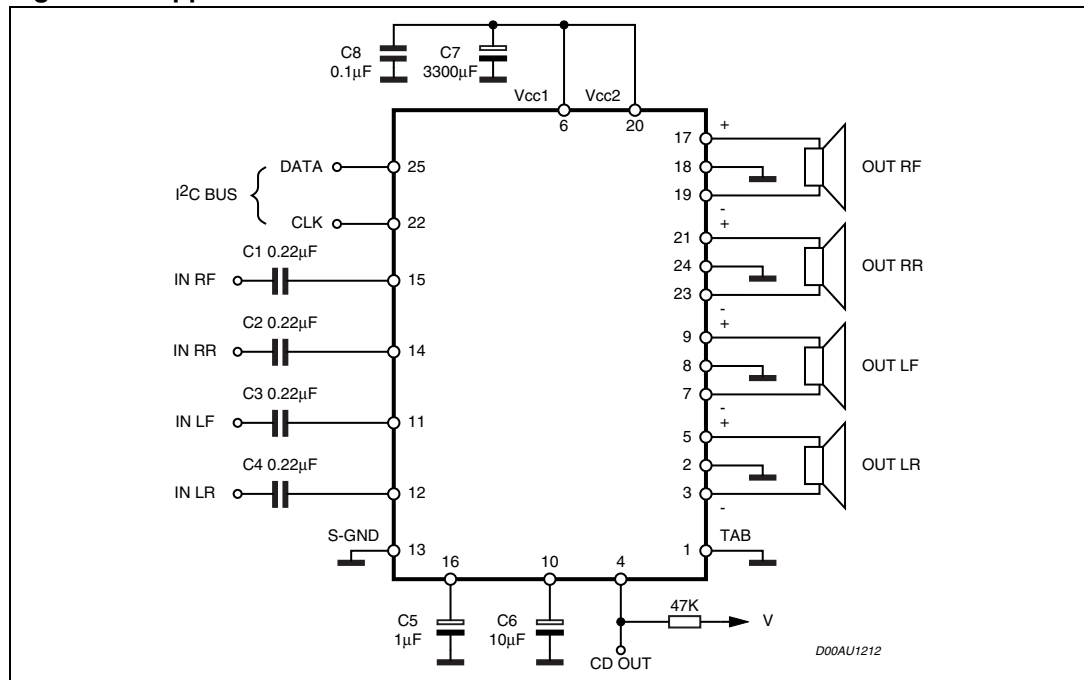 C8
0.1μF
C7
3300μF
Vcc1
Vcc2
6
20
I2C BUS
DATA
25
CLK
22
C1 0.22μF
IN RF
15
C2 0.22μF
IN RR
14
C3 0.22μF
IN LF
11
C4 0.22μF
IN LR
12
S-GND
13
17
+
18
19
-
OUT RF
21
+
24
23
-
OUT RR
9
+
8
7
-
OUT LF
5
+
2
3
-
OUT LR
1
TAB
16
10
4
C5
1μF
C6
10μF
47K
V
CD OUT
D00AU1212